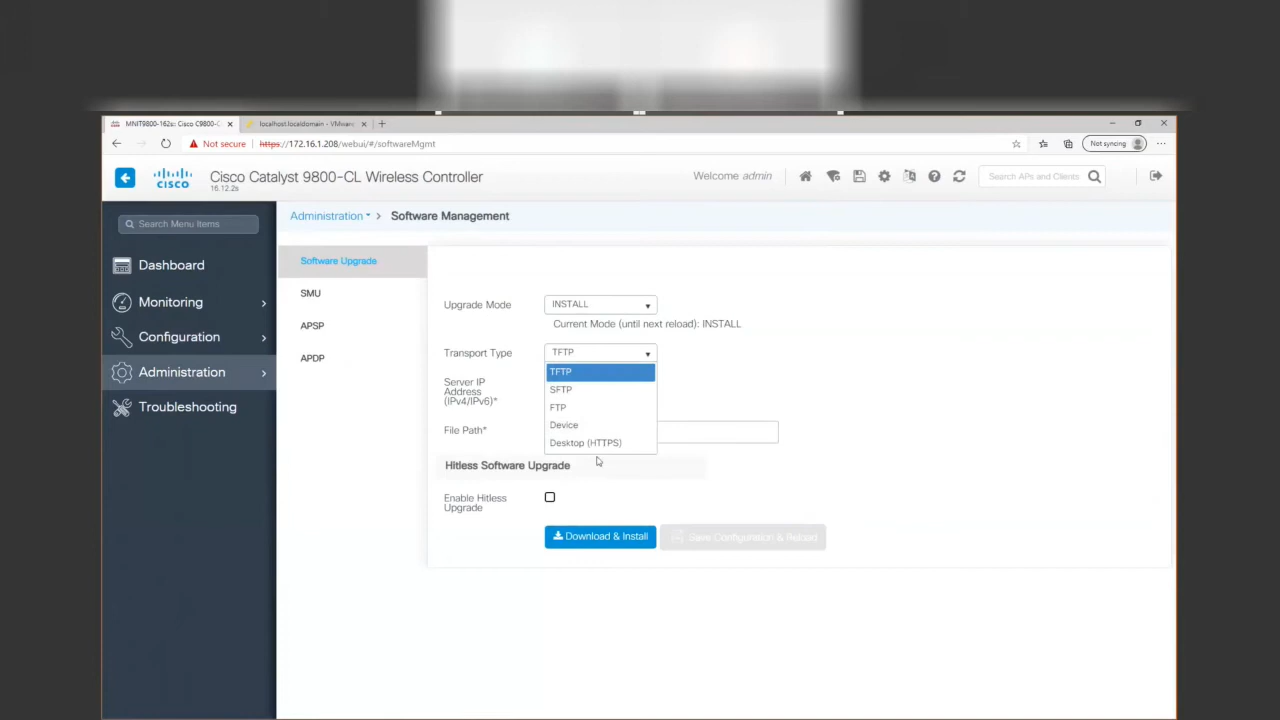 MNIT9800-162s: Cisco C9800-C
localhost.localdomain - VMware
Not secure
https://172.16.1.208/webui/#/softwareMgmt
Not syncing
CISCO
Cisco Catalyst 9800-CL Wireless Controller
16.12.2s
Welcome admin
Search APs and Clients
Search Menu Items
Administration > Software Management
Dashboard
Monitoring
Configuration
Administration
Troubleshooting
Software Upgrade
SMU
APSP
APDP
Upgrade Mode
INSTALL
Current Mode (until next reload): INSTALL
Transport Type
TFTP
TFTP
SFTP
FTP
Device
Desktop (HTTPS)
Server IP
Address
(IPv4/IPv6)*
File Path*
Hitless Software Upgrade
Enable Hitless
Upgrade
Download & Install
Save Configuration & Reload